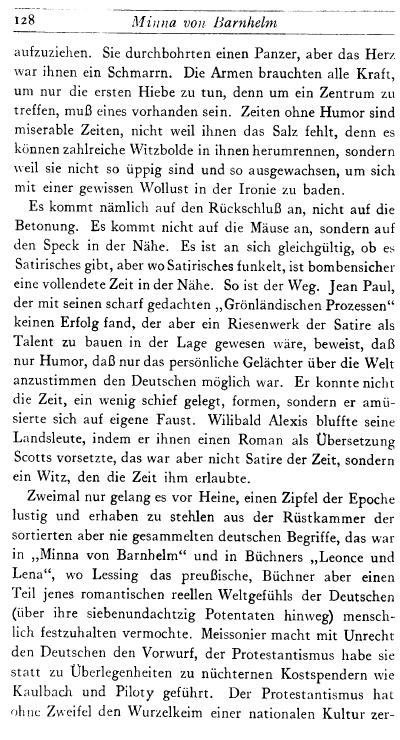 128 Minna von Barnhelm
aufzuziehen. Sie durchbohrten einen Panzer, aber das Herz
war ihnen ein Schmarrn. Die Armen brauchten alle Kraft,
um nur die ersten Hiebe zu tun, denn um ein Zentrum zu
treffen, muß eines vorhanden sein. Zeiten ohne Humor sind
miserable Zeiten, nicht weil ihnen das Salz fehlt, denn es
können zahlreiche Witzbolde in ihnen herumrennen, sondern
weil sie nicht so üppig sind und so ausgewachsen, um sich
mit einer gewissen Wollust in der Ironie zu baden.
Es kommt nämlich auf den Rückschluß an, nicht auf die
Betonung. Es kommt nicht auf die Mäuse an, sondern auf
den Speck in der Nähe. Es ist an sich gleichgültig, ob es
Satirisches gibt, aber wo Satirisches funkelt, ist bombensicher
eine vollendete Zeit in der Nähe. So ist der Weg. Jean Paul,
der mit seinen scharf gedachten „Grönländischen Prozessen“
keinen Erfolg fand, der aber ein Riesenwerk der Satire als
Talent zu bauen in der Lage gewesen wäre, beweist, daß
nur Humor, daß nur das persönliche Gelächter über die Welt
anzustimmen den Deutschen möglich war. Er konnte nicht
die Zeit, ein wenig schief gelegt, formen, sondern er amü-
sierte sich auf eigene Faust. Wilibald Alexis bluffte seine
Landsleute, indem er ihnen einen Roman als Übersetzung
Scotts vorsetzte, das war aber nicht Satire der Zeit, sondern
ein Witz, den die Zeit ihm erlaubte.
Zweimal nur gelang es vor Heine, einen Zipfel der Epoche
lustig und erhaben zu stehlen aus der Rüstkammer der
sortierten aber nie gesammelten deutschen Begriffe, das war
in „Minna von Barnhelm“ und in Büchners „Leonce und
Lena“, wo Lessing das preußische, Büchner aber einen
Teil jenes romantischen reellen Weltgefühls der Deutschen
(über ihre siebenundachtzig Potentaten hinweg) mensch-
lich festzuhalten vermochte. Meissonier macht mit Unrecht
den Deutschen den Vorwurf, der Protestantismus habe sie
statt zu Überlegenheiten zu nüchternen Kostspendern wie
Kaulbach und Piloty geführt. Der Protestantismus hat
ohne Zweifel den Wurzelkeim einer nationalen Kultur zer-